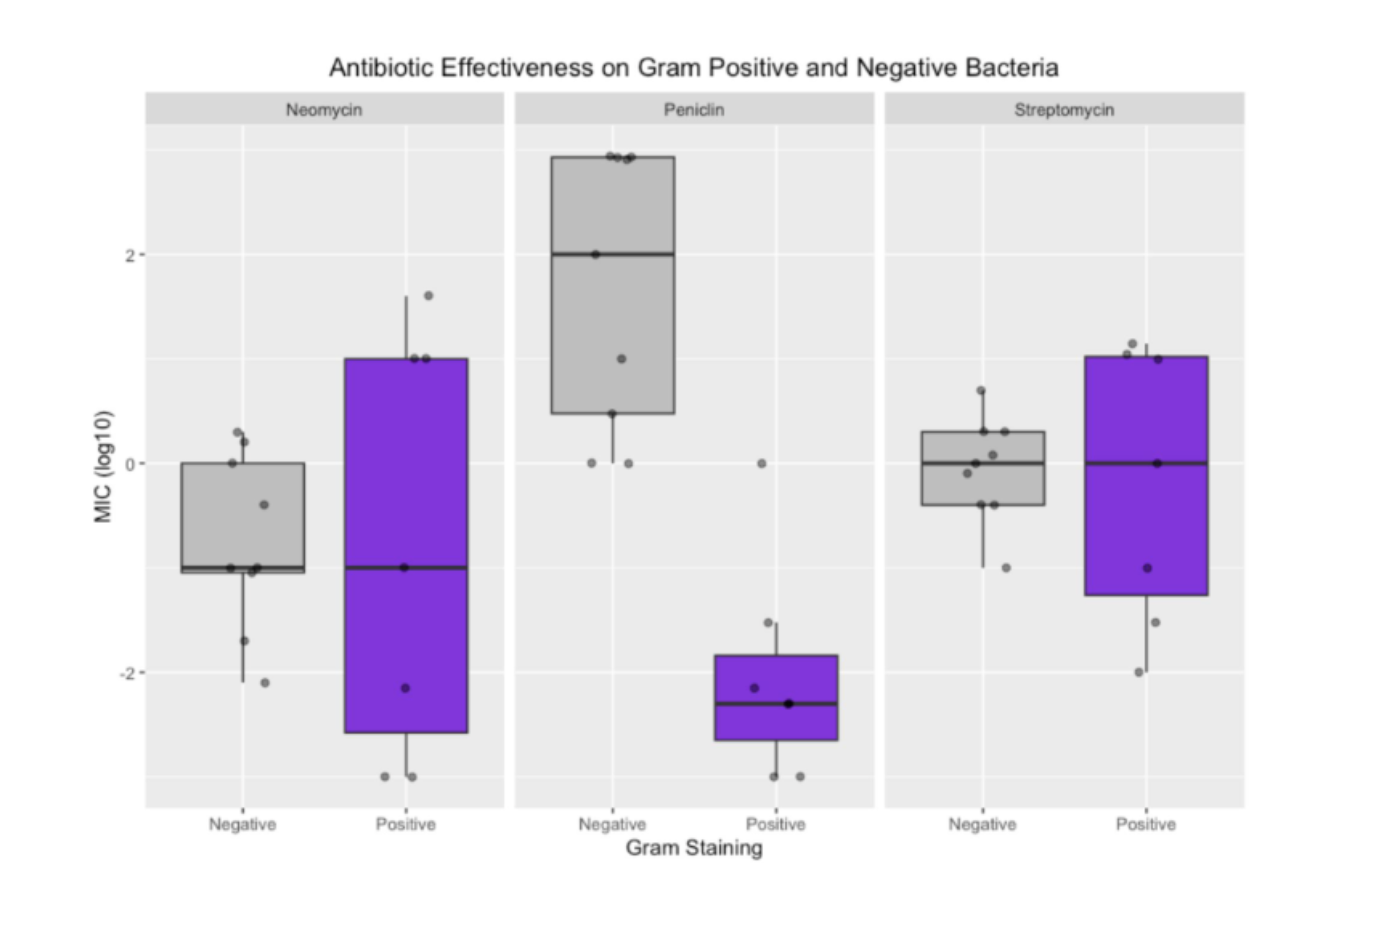 Antibiotic Effectiveness on Gram Positive and Negative Bacteria
Neomycin Peniclin Streptomycin
MIC (log10)
2
0
-2
Negative Positive Negative Positive Negative Positive
Gram Staining